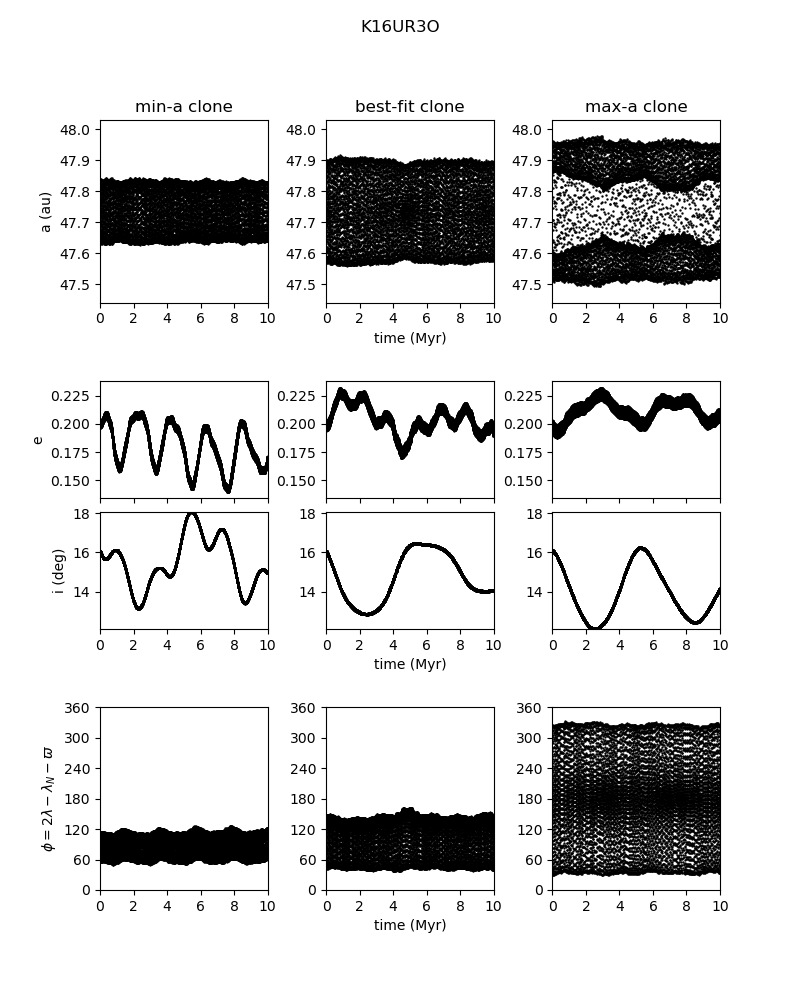 K16UR3O
min-a clone best-fit clone max-a clone
48.0 48.0 48.0
47.9 47.9 47.9
47.8 47.8 47.8
47.7 47.7 47.7
47.6 47.6 47.6
47.5 47.5 47.5
a (au)
0 2 4 6 8 10 0 2 4 6 8 10 0 2 4 6 8 10
time (Myr)
0.225 0.225 0.225
0.200 0.200 0.200
0.175 0.175 0.175
0.150 0.150 0.150
e
18 18 18
16 16 16
14 14 14
i (deg)
0 2 4 6 8 10 0 2 4 6 8 10 0 2 4 6 8 10
time (Myr)
360 360 360
300 300 300
240 240 240
180 180 180
120 120 120
60 60 60
0 0 0
ϕ = 2λ − λ_N − ϖ
0 2 4 6 8 10 0 2 4 6 8 10 0 2 4 6 8 10
time (Myr)